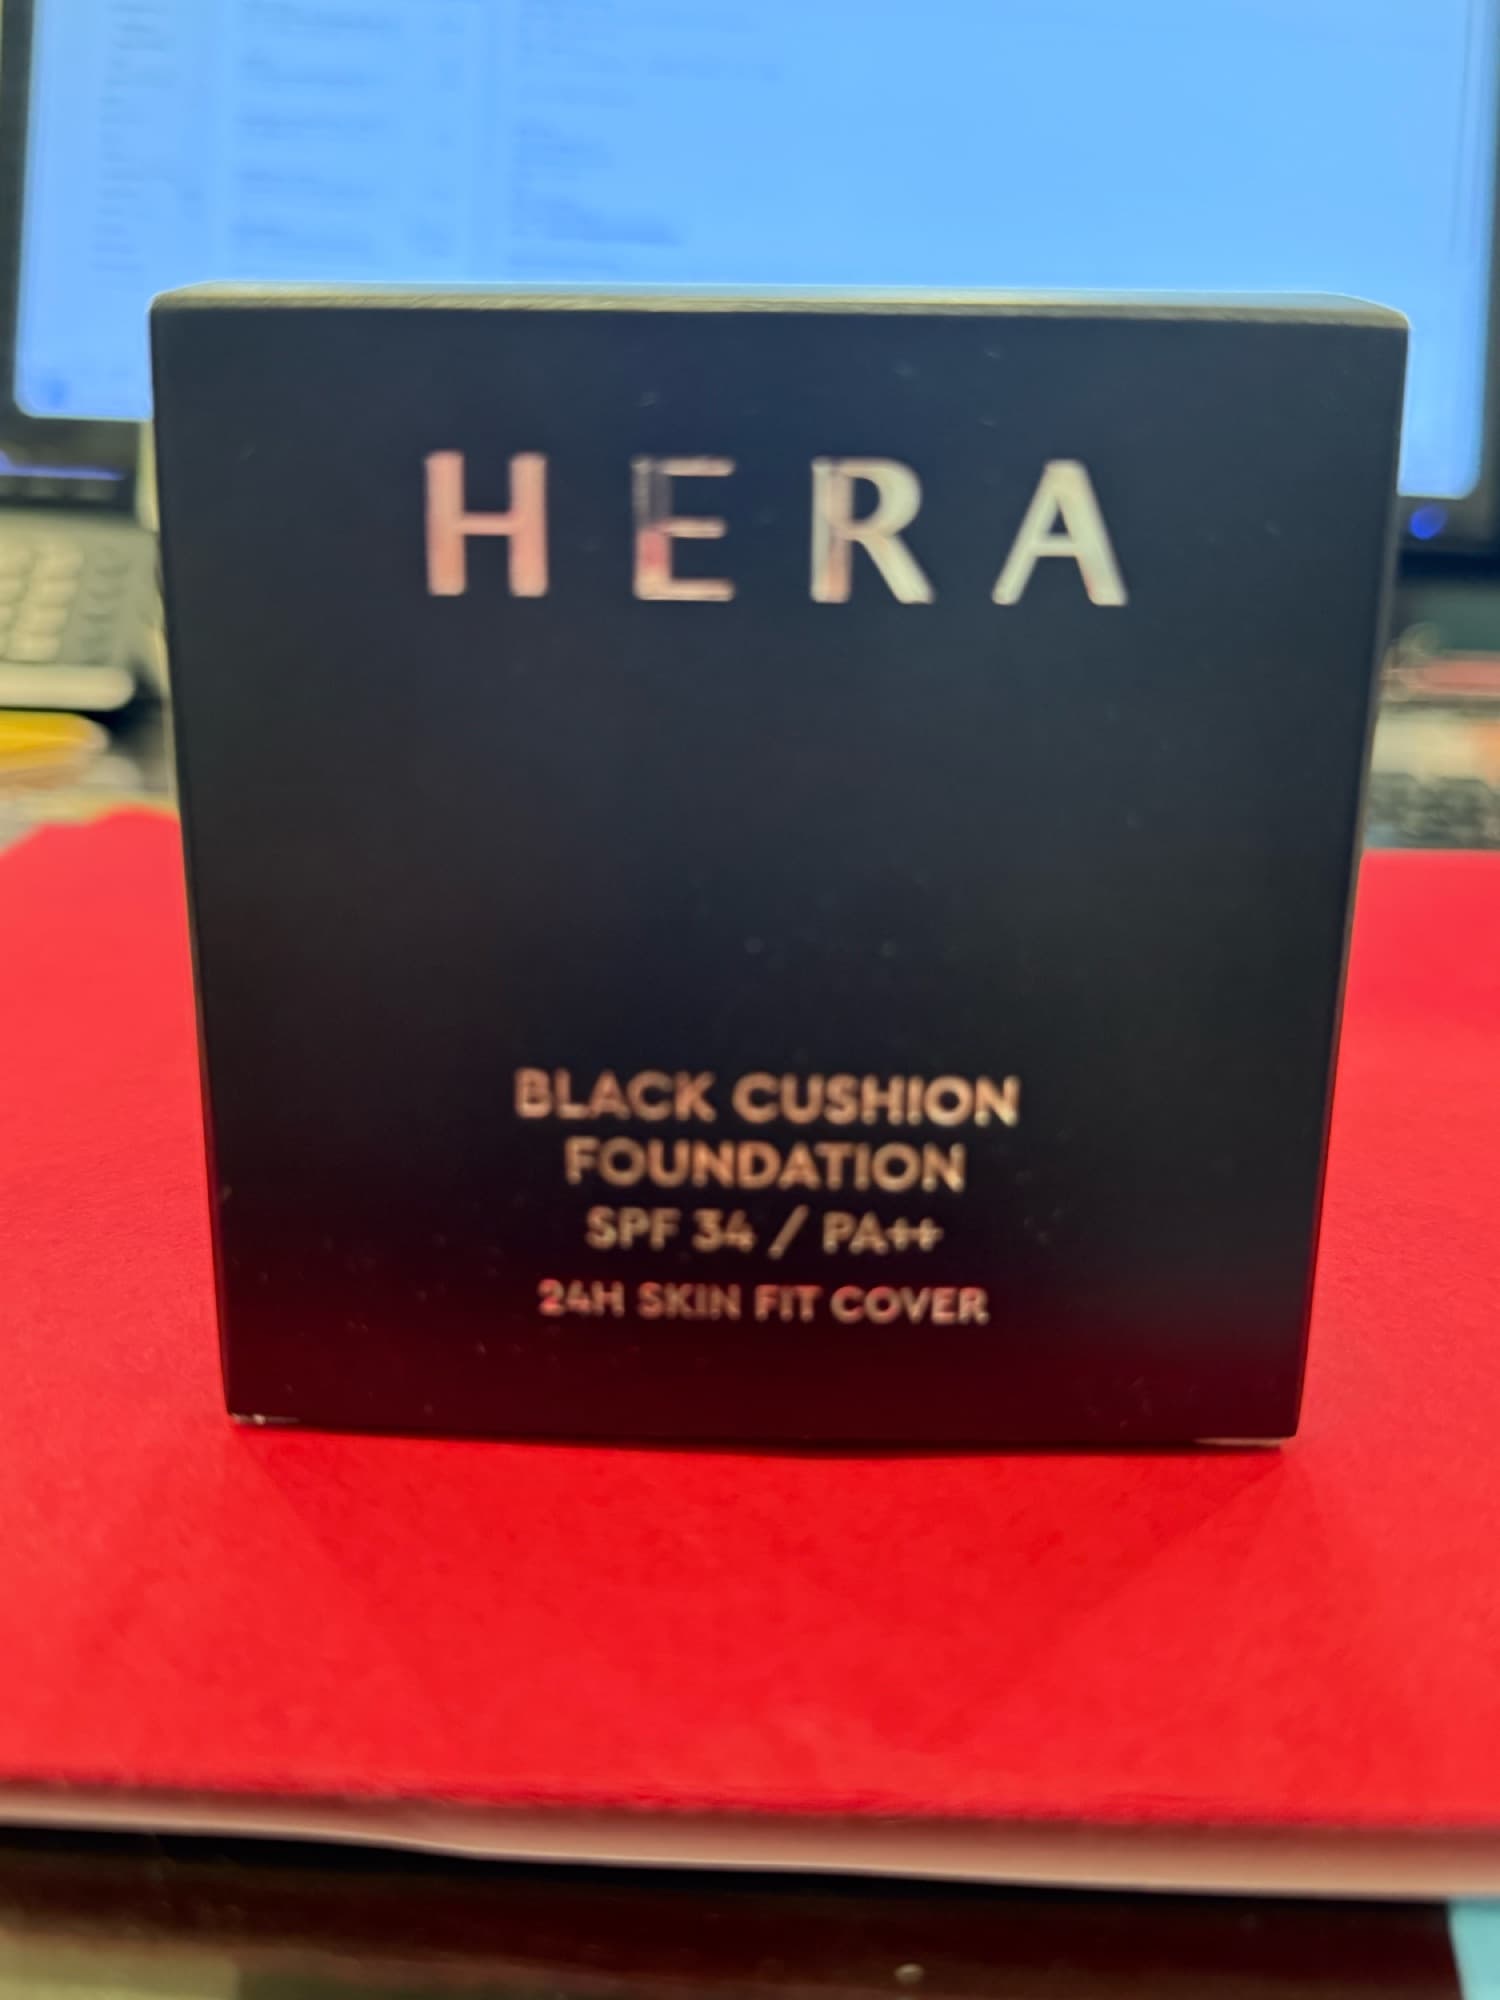 HERA
BLACK CUSHION
FOUNDATION
SPF 34 / PA++
24H SKIN FIT COVER